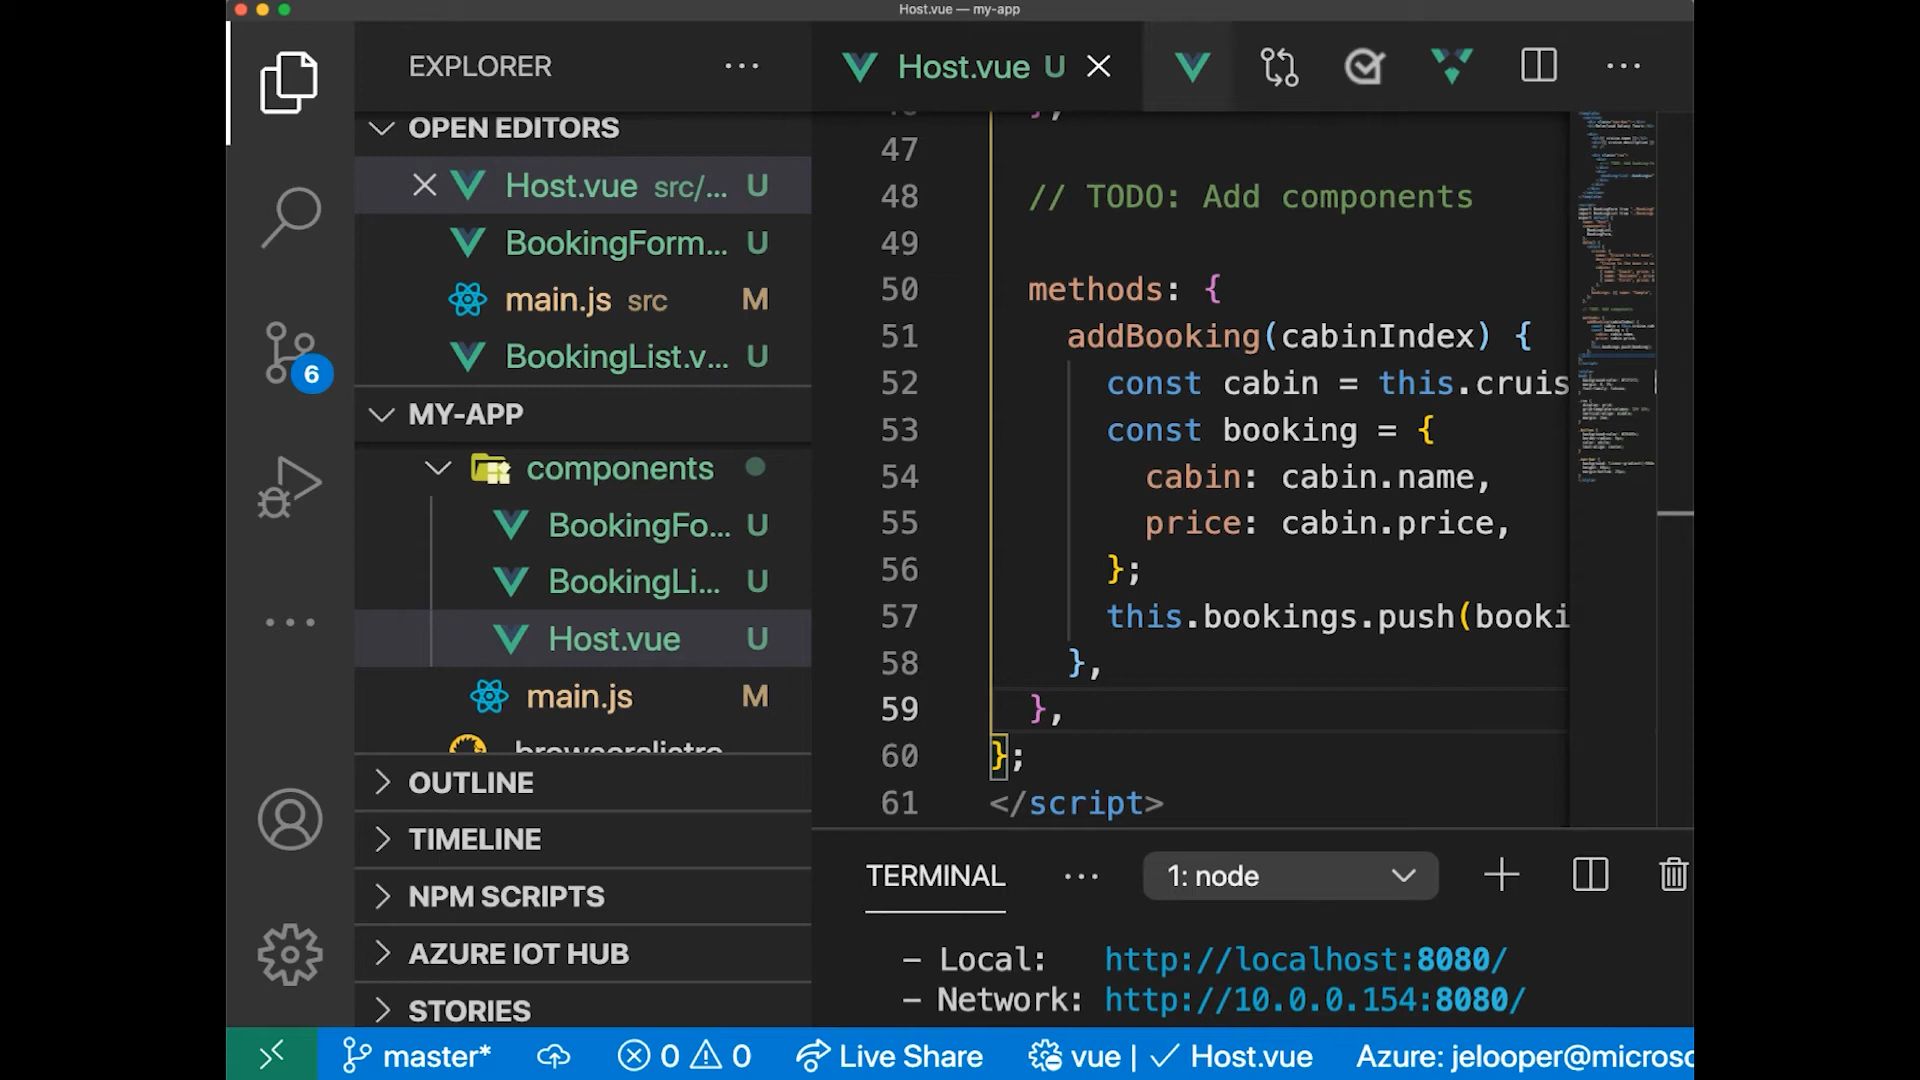 Host.vue — my-app
EXPLORER
Host.vue U
OPEN EDITORS
Host.vue src/... U
BookingForm... U
main.js src M
BookingList.v... U
MY-APP
components
BookingFo... U
BookingLi... U
Host.vue U
main.js M
OUTLINE
TIMELINE
NPM SCRIPTS
AZURE IOT HUB
STORIES
6
47
48 // TODO: Add components
49
50 methods: {
51 addBooking(cabinIndex) {
52 const cabin = this.cruis
53 const booking = {
54 cabin: cabin.name,
55 price: cabin.price,
56 };
57 this.bookings.push(booki
58 },
59 },
60 };
61 </script>
TERMINAL
1: node
– Local: http://localhost:8080/
– Network: http://10.0.0.154:8080/
master* 0 0 Live Share vue | Host.vue Azure: jelooper@microso